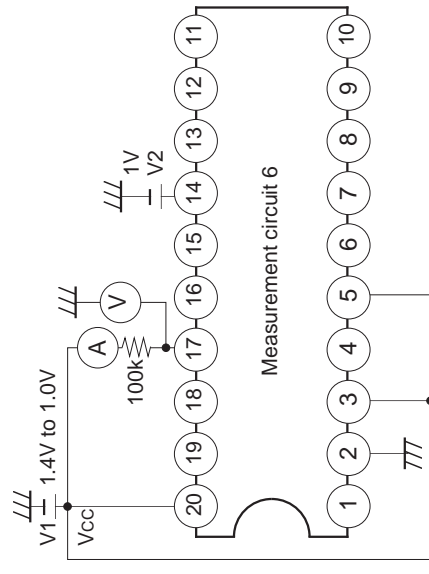 V1 1.4V to 1.0V
Vcc
A
100k
V
1V
V2
20 19 18 17 16 15 14 13 12 11
Measurement circuit 6
1 2 3 4 5 6 7 8 9 10